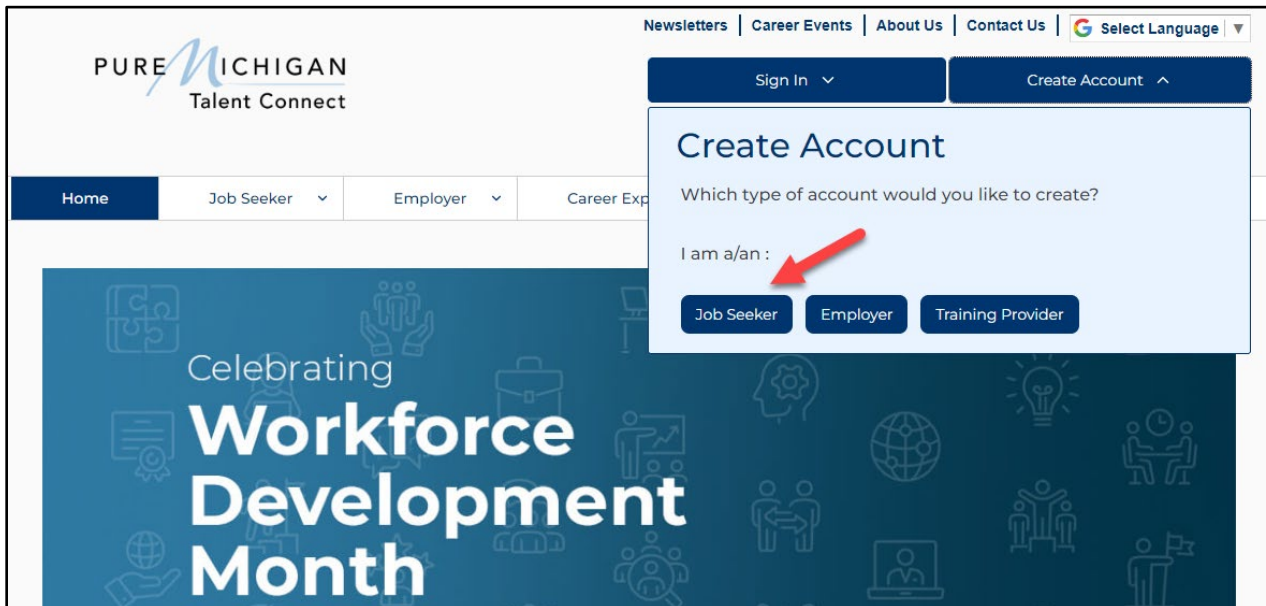 Newsletters | Career Events | About Us | Contact Us | G Select Language ▼
PURE MICHIGAN
Talent Connect
Sign In
Create Account
Create Account
Which type of account would you like to create?
I am a/an :
Job Seeker
Employer
Training Provider
Home
Job Seeker
Employer
Career Exp
Celebrating
Workforce
Development
Month